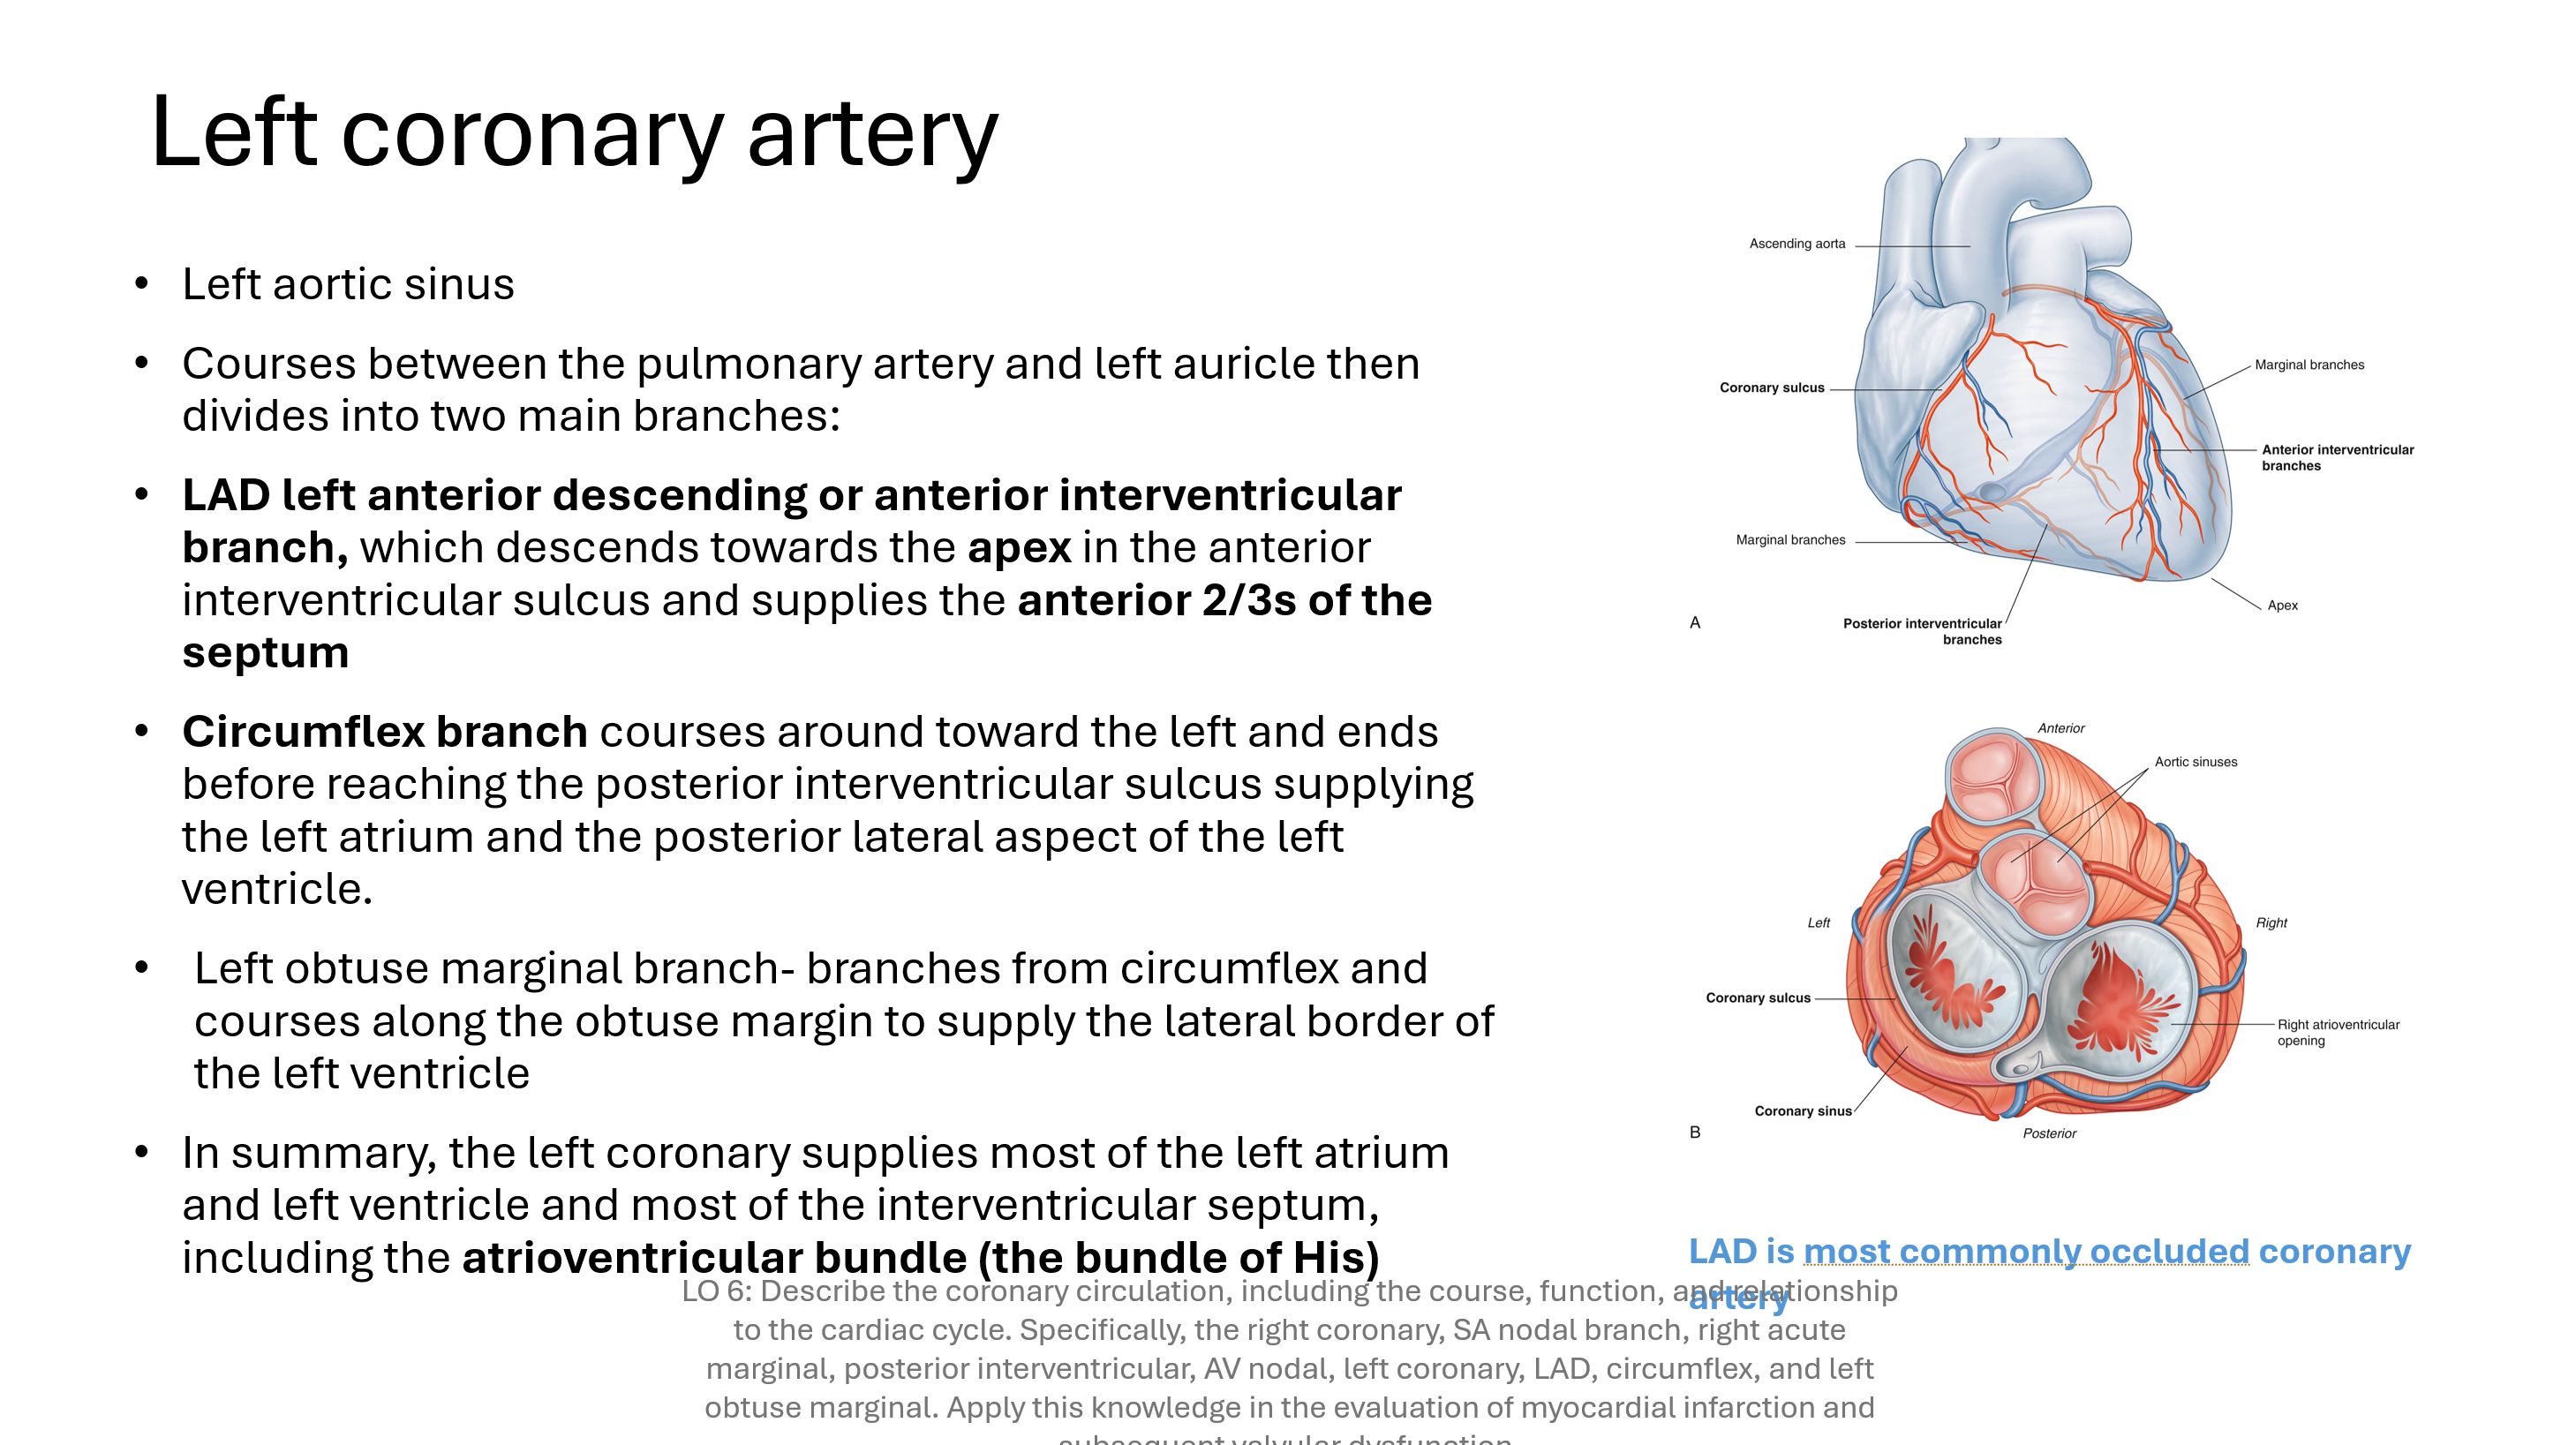 Left coronary artery
• Left aortic sinus
• Courses between the pulmonary artery and left auricle then
divides into two main branches:
• LAD left anterior descending or anterior interventricular
branch, which descends towards the apex in the anterior
interventricular sulcus and supplies the anterior 2/3s of the
septum
• Circumflex branch courses around toward the left and ends
before reaching the posterior interventricular sulcus supplying
the left atrium and the posterior lateral aspect of the left
ventricle.
• Left obtuse marginal branch- branches from circumflex and
courses along the obtuse margin to supply the lateral border of
the left ventricle
• In summary, the left coronary supplies most of the left atrium
and left ventricle and most of the interventricular septum,
including the atrioventricular bundle (the bundle of His)
Ascending aorta
Coronary sulcus
Marginal branches
Marginal branches
Anterior interventricular
branches
Apex
Posterior interventricular
branches
A
Anterior
Aortic sinuses
Left
Right
Coronary sulcus
Right atrioventricular
opening
Coronary sinus
Posterior
B
LAD is most commonly occluded coronary
artery
LO 6: Describe the coronary circulation, including the course, function, and relationship
to the cardiac cycle. Specifically, the right coronary, SA nodal branch, right acute
marginal, posterior interventricular, AV nodal, left coronary, LAD, circumflex, and left
obtuse marginal. Apply this knowledge in the evaluation of myocardial infarction and
subsequent valvular dysfunction